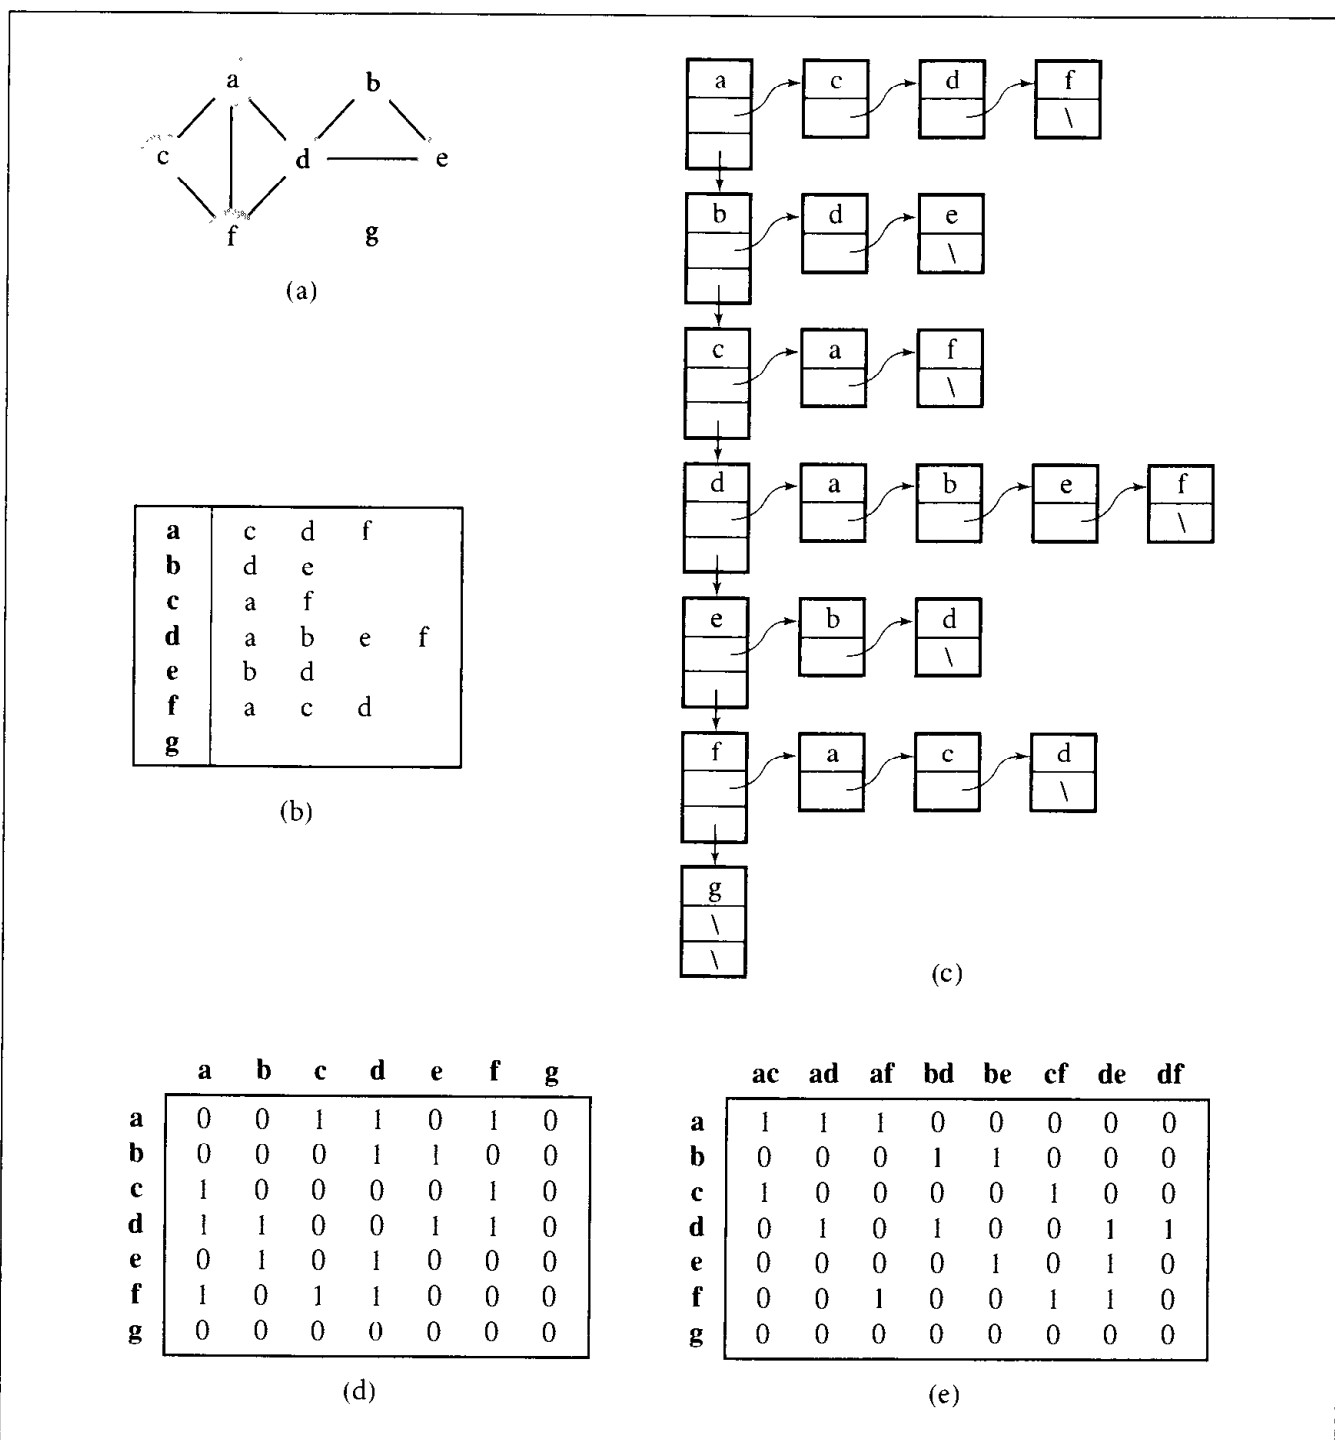 a b
c d e
f g
(a)
a c d f
\
b d e
\
c a f
\
d a b e f
\
e b d
\
f a c d
\
g
\
\
(c)
a c d f
b d e
c a f
d a b e f
e b d
f a c d
g
(b)
a b c d e f g
a 0 0 1 1 0 1 0
b 0 0 0 1 1 0 0
c 1 0 0 0 0 1 0
d 1 1 0 0 1 1 0
e 0 1 0 1 0 0 0
f 1 0 1 1 0 0 0
g 0 0 0 0 0 0 0
(d)
ac ad af bd be cf de df
a 1 1 1 0 0 0 0 0
b 0 0 0 1 1 0 0 0
c 1 0 0 0 0 1 0 0
d 0 1 0 1 0 0 1 1
e 0 0 0 0 1 0 1 0
f 0 0 1 0 0 1 1 0
g 0 0 0 0 0 0 0 0
(e)